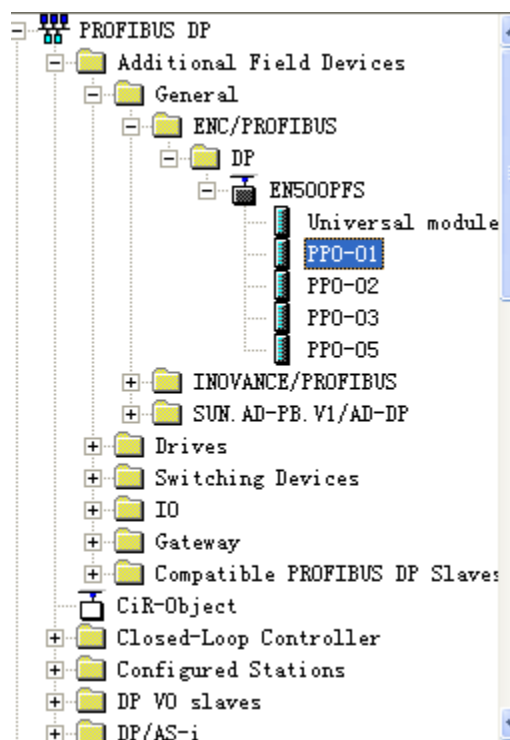 PROFIBUS DP
Additional Field Devices
General
ENC/PROFIBUS
DP
EN500PFS
Universal module
PPO-01
PPO-02
PPO-03
PPO-05
INOVANCE/PROFIBUS
SUN.AD-PB.V1/AD-DP
Drives
Switching Devices
IO
Gateway
Compatible PROFIBUS DP Slaves
CiR-Object
Closed-Loop Controller
Configured Stations
DP V0 slaves
DP/AS-i